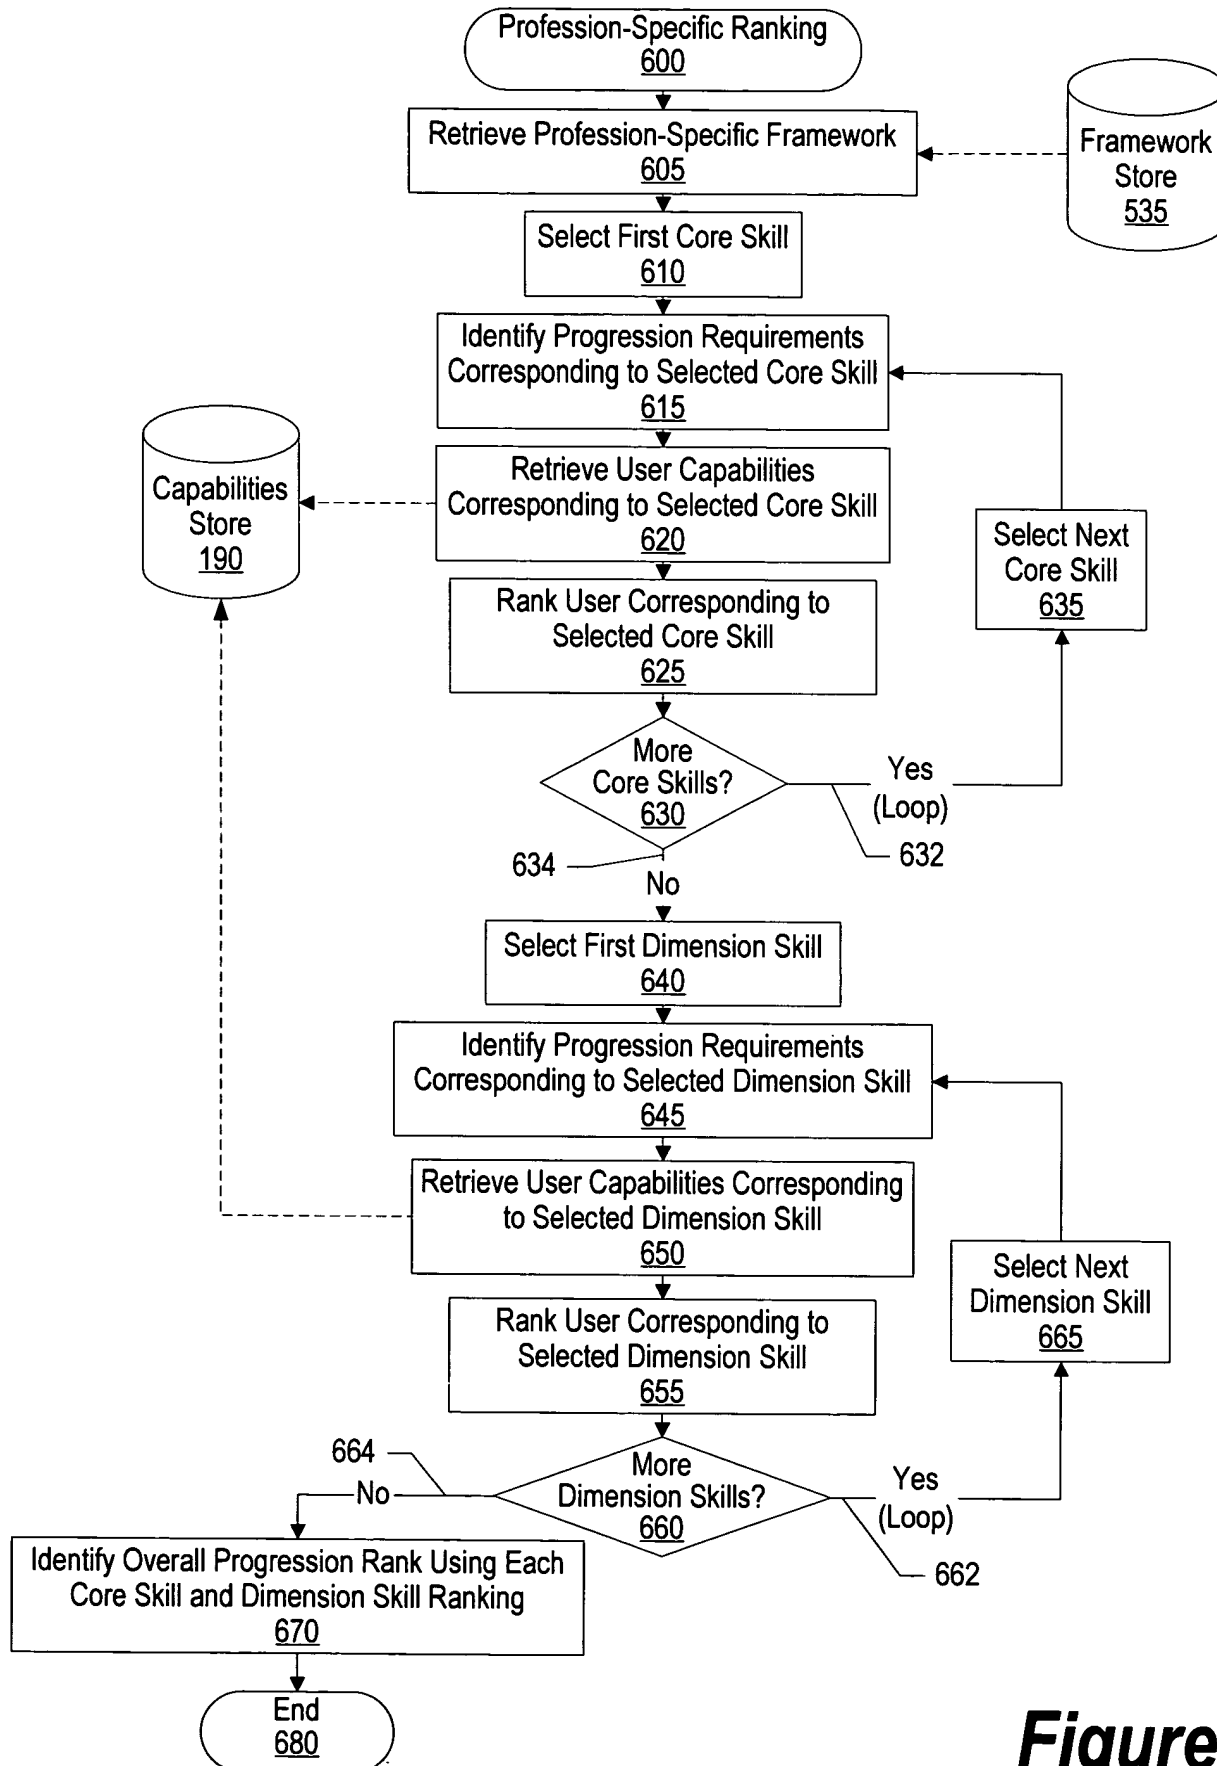 Profession-Specific Ranking
600
Retrieve Profession-Specific Framework
605
Framework
Store
535
Select First Core Skill
610
Identify Progression Requirements
Corresponding to Selected Core Skill
615
Capabilities
Store
190
Retrieve User Capabilities
Corresponding to Selected Core Skill
620
Select Next
Core Skill
635
Rank User Corresponding to
Selected Core Skill
625
More
Core Skills?
630
Yes
(Loop)
632
634
No
Select First Dimension Skill
640
Identify Progression Requirements
Corresponding to Selected Dimension Skill
645
Retrieve User Capabilities Corresponding
to Selected Dimension Skill
650
Select Next
Dimension Skill
665
Rank User Corresponding to
Selected Dimension Skill
655
More
Dimension Skills?
660
Yes
(Loop)
662
664
No
Identify Overall Progression Rank Using Each
Core Skill and Dimension Skill Ranking
670
End
680
Figure